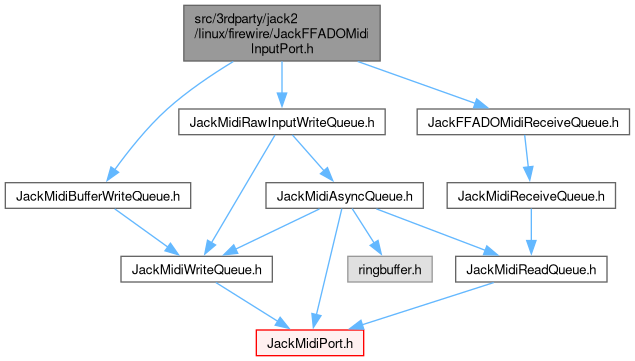 src/3rdparty/jack2
/linux/firewire/JackFFADOMidi
InputPort.h
JackMidiRawInputWriteQueue.h
JackFFADOMidiReceiveQueue.h
JackMidiBufferWriteQueue.h
JackMidiAsyncQueue.h
JackMidiReceiveQueue.h
JackMidiWriteQueue.h
ringbuffer.h
JackMidiReadQueue.h
JackMidiPort.h